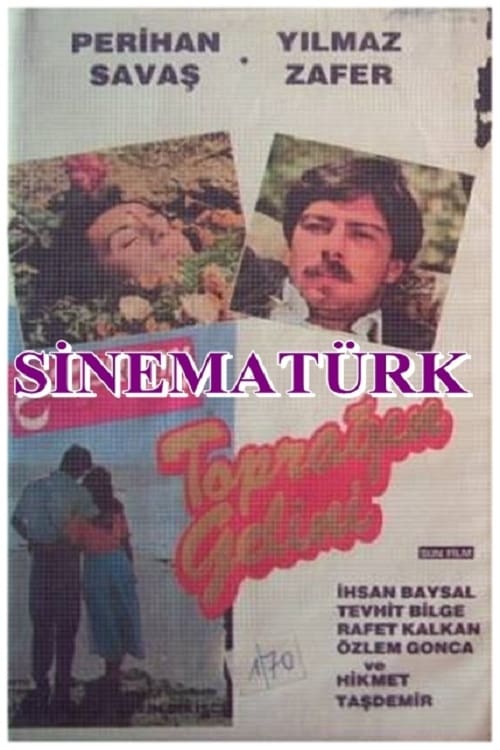 PERİHAN
SAVAŞ
·
YILMAZ
ZAFER
SİNEMATÜRK
Toprağın
Gelini
SUN FILM
İHSAN BAYSAL
TEVHİT BİLGE
RAFET KALKAN
ÖZLEM GONCA
ve
HİKMET
TAŞDEMİR
1/70